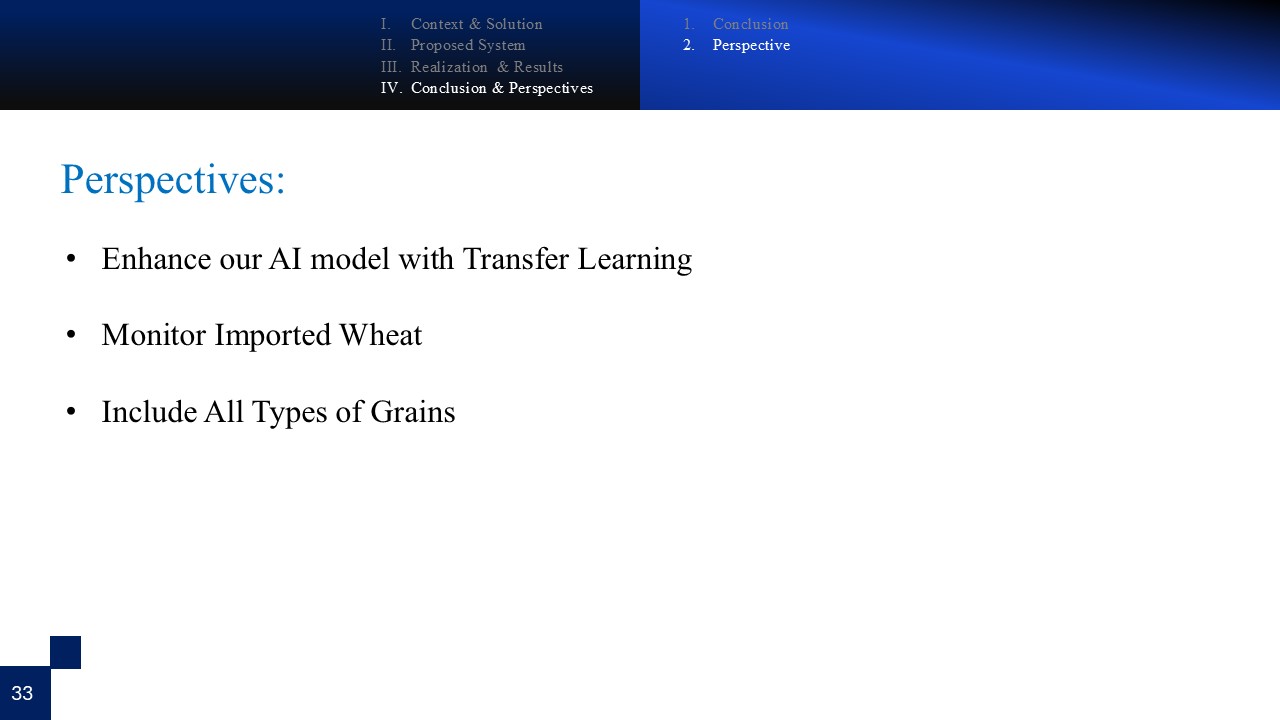 I. Context & Solution
II. Proposed System
III. Realization & Results
IV. Conclusion & Perspectives
1. Conclusion
2. Perspective
Perspectives:
• Enhance our AI model with Transfer Learning
• Monitor Imported Wheat
• Include All Types of Grains
33